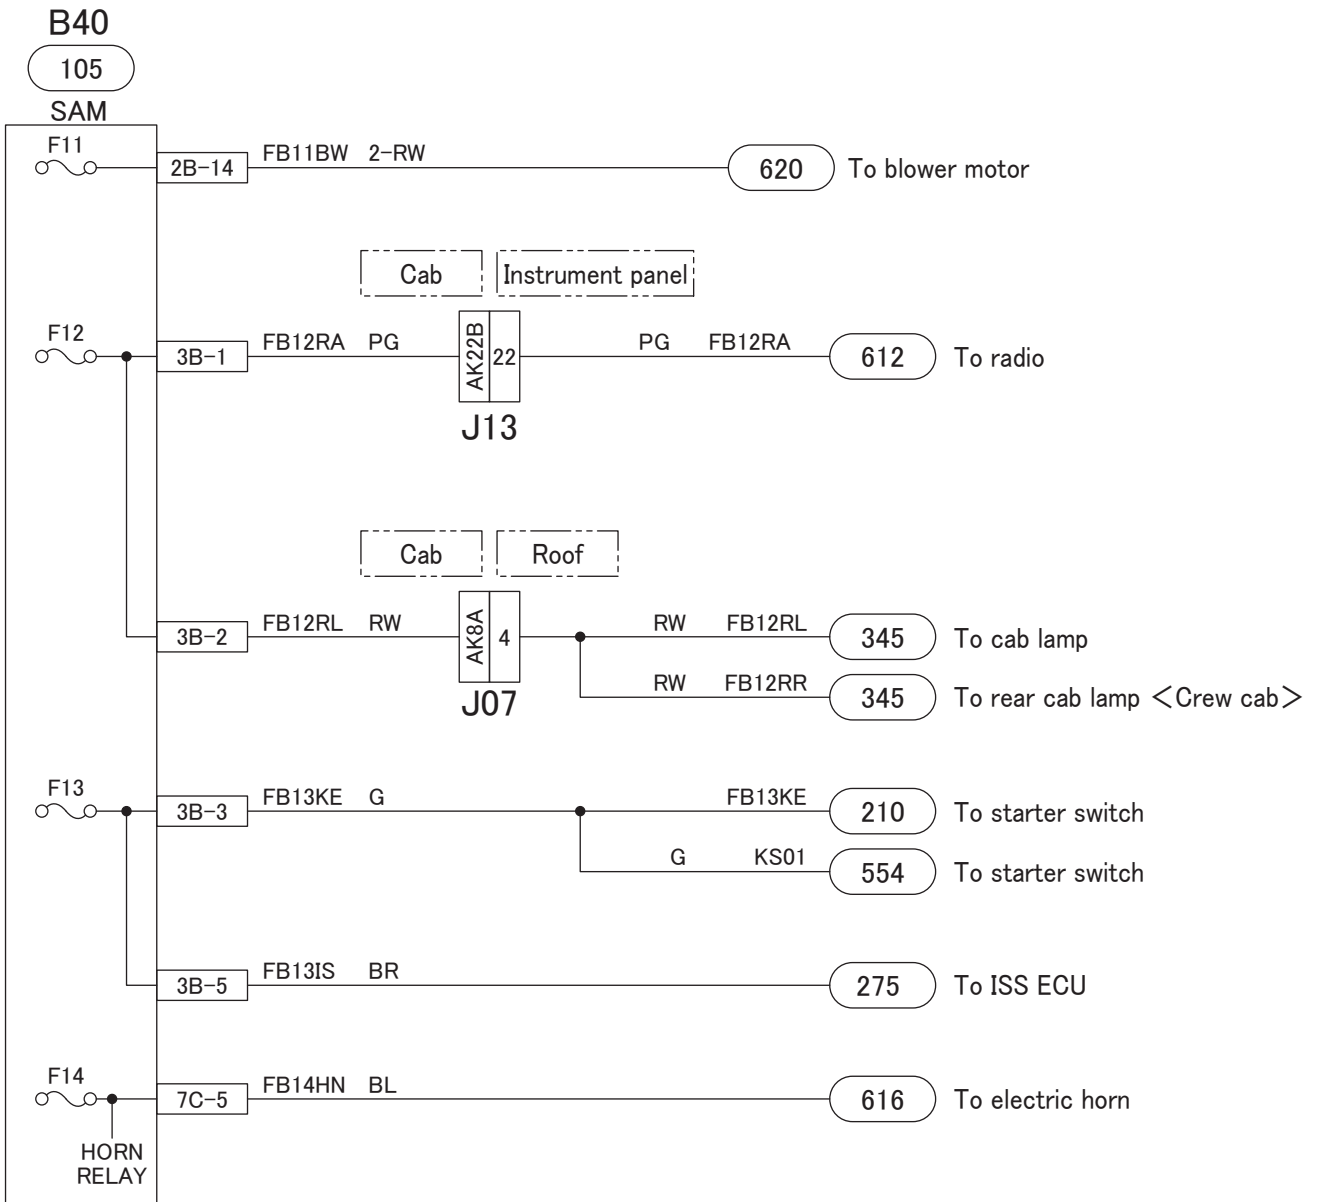 B40
105
SAM
F11
2B-14 FB11BW 2-RW 620 To blower motor
Cab Instrument panel
F12
3B-1 FB12RA PG AK22B 22 PG FB12RA 612 To radio
J13
Cab Roof
3B-2 FB12RL RW AK8A 4 RW FB12RL 345 To cab lamp
RW FB12RR 345 To rear cab lamp <Crew cab>
J07
F13
3B-3 FB13KE G FB13KE 210 To starter switch
G KS01 554 To starter switch
3B-5 FB13IS BR 275 To ISS ECU
F14
7C-5 FB14HN BL 616 To electric horn
HORN
RELAY